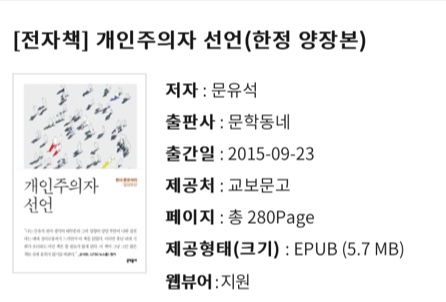 [전자책] 개인주의자 선언(한정 양장본)
저자 : 문유석
출판사 : 문학동네
출간일 : 2015-09-23
제공처 : 교보문고
페이지 : 총 280Page
제공형태(크기) : EPUB (5.7 MB)
웹뷰어 :지원
개인주의자
선언